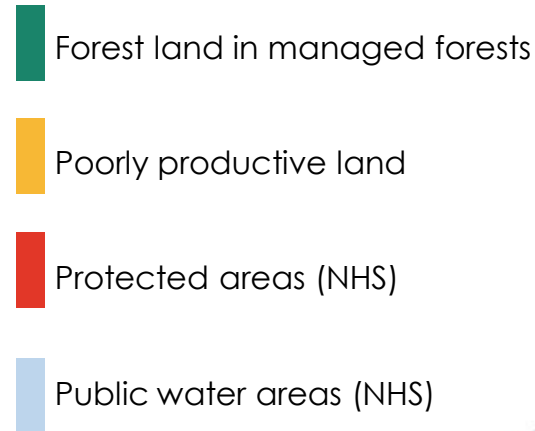 Forest land in managed forests
Poorly productive land
Protected areas (NHS)
Public water areas (NHS)